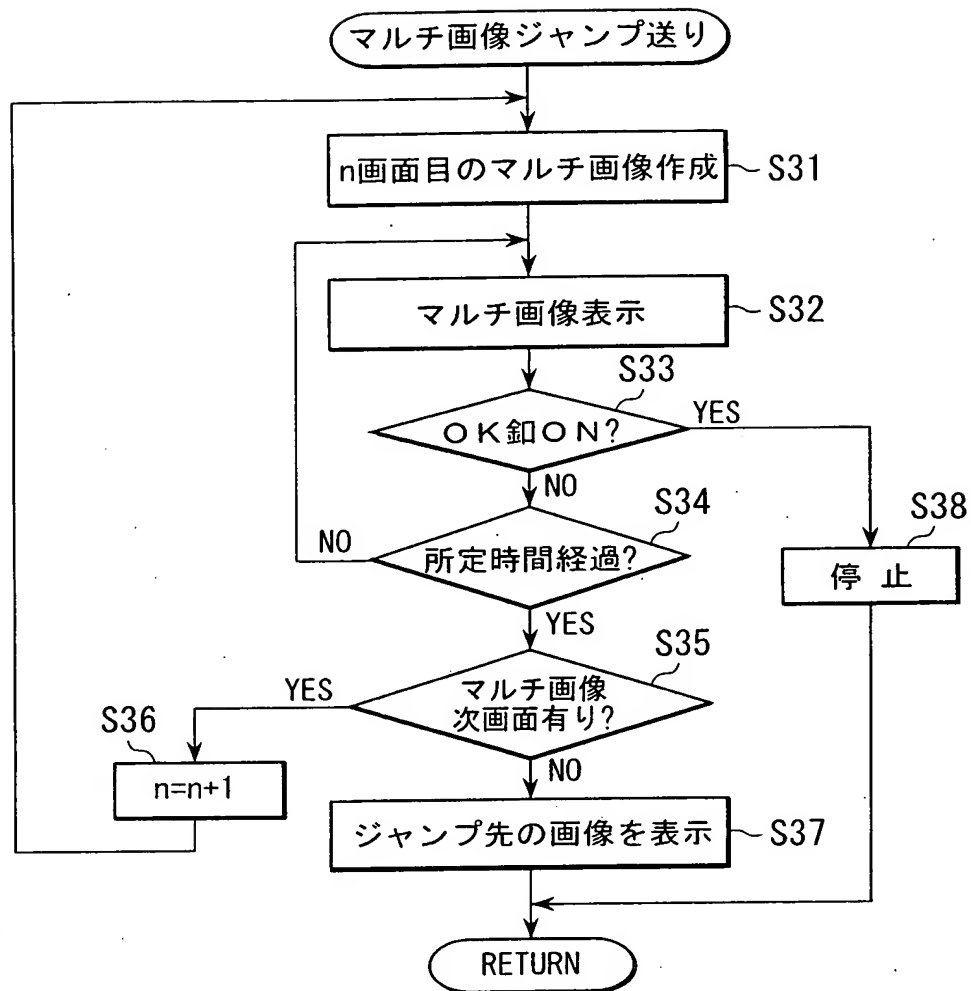 マルチ画像ジャンプ送り
n画面目のマルチ画像作成
S31
マルチ画像表示
S32
S33
OK釦ON?
YES
NO
S34
所定時間経過?
NO
YES
S38
停 止
S35
マルチ画像
次画面有り?
YES
NO
S36
n=n+1
ジャンプ先の画像を表示
S37
RETURN